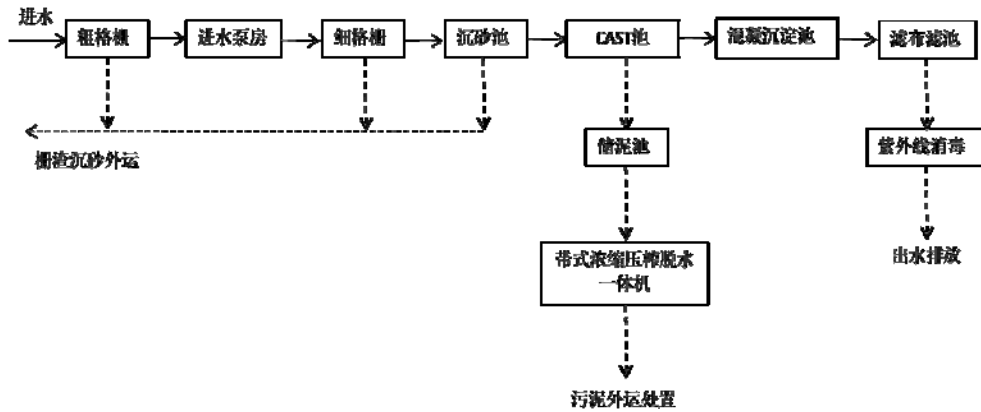 进水
粗格栅
进水泵房
细格栅
沉砂池
CAST池
混凝沉淀池
滤布滤池
栅渣沉砂外运
储泥池
紫外线消毒
带式浓缩压榨脱水
一体机
出水排放
污泥外运处置